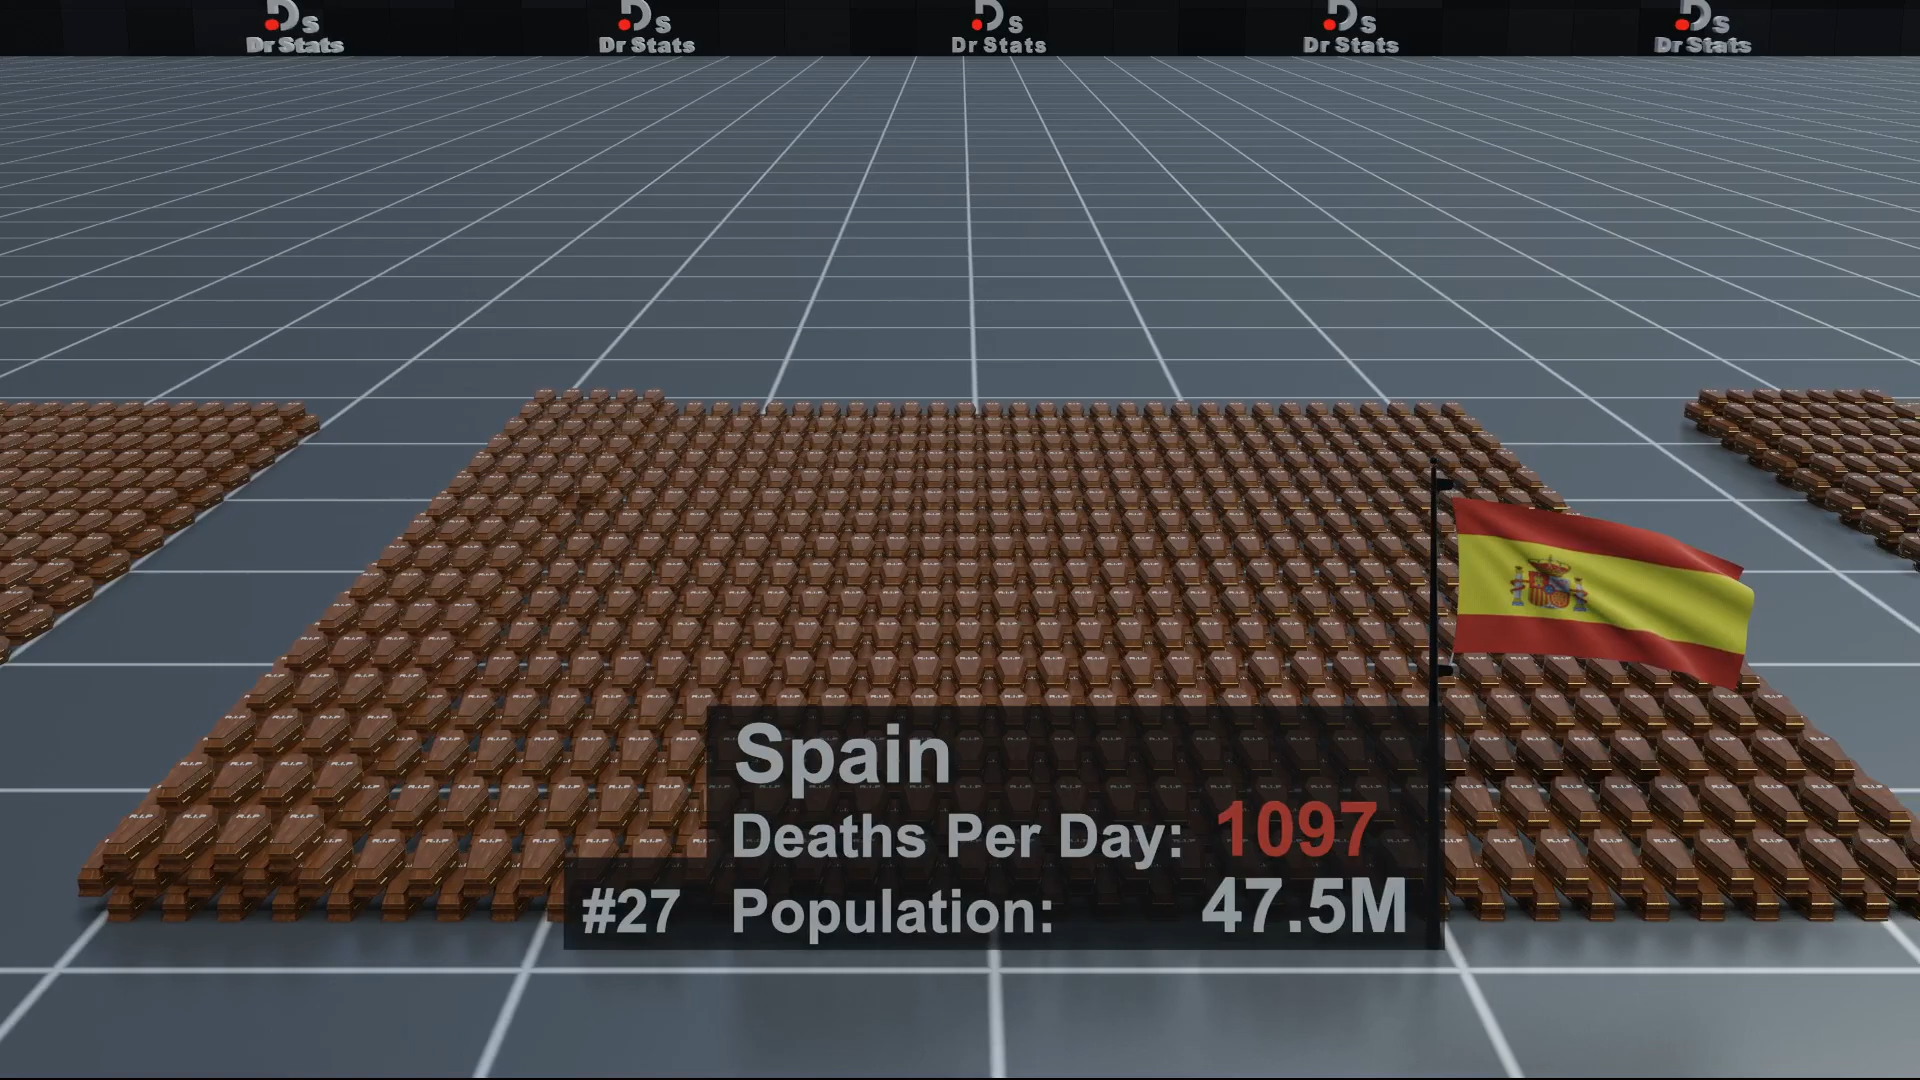 Ds Ds Ds Ds Ds
Dr Stats Dr Stats Dr Stats Dr Stats Dr Stats
Spain
Deaths Per Day: 1097
#27 Population: 47.5M